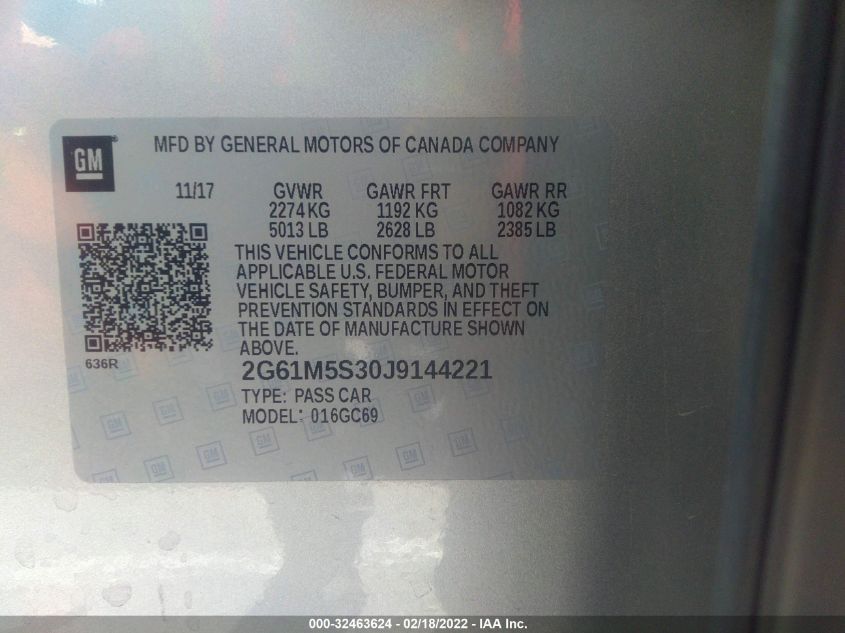 GM
MFD BY GENERAL MOTORS OF CANADA COMPANY
11/17 GVWR GAWR FRT GAWR RR
2274 KG 1192 KG 1082 KG
5013 LB 2628 LB 2385 LB
THIS VEHICLE CONFORMS TO ALL
APPLICABLE U.S. FEDERAL MOTOR
VEHICLE SAFETY, BUMPER, AND THEFT
PREVENTION STANDARDS IN EFFECT ON
THE DATE OF MANUFACTURE SHOWN
ABOVE.
636R
2G61M5S30J9144221
TYPE: PASS CAR
MODEL: 016GC69
000-32463624 - 02/18/2022 - IAA Inc.